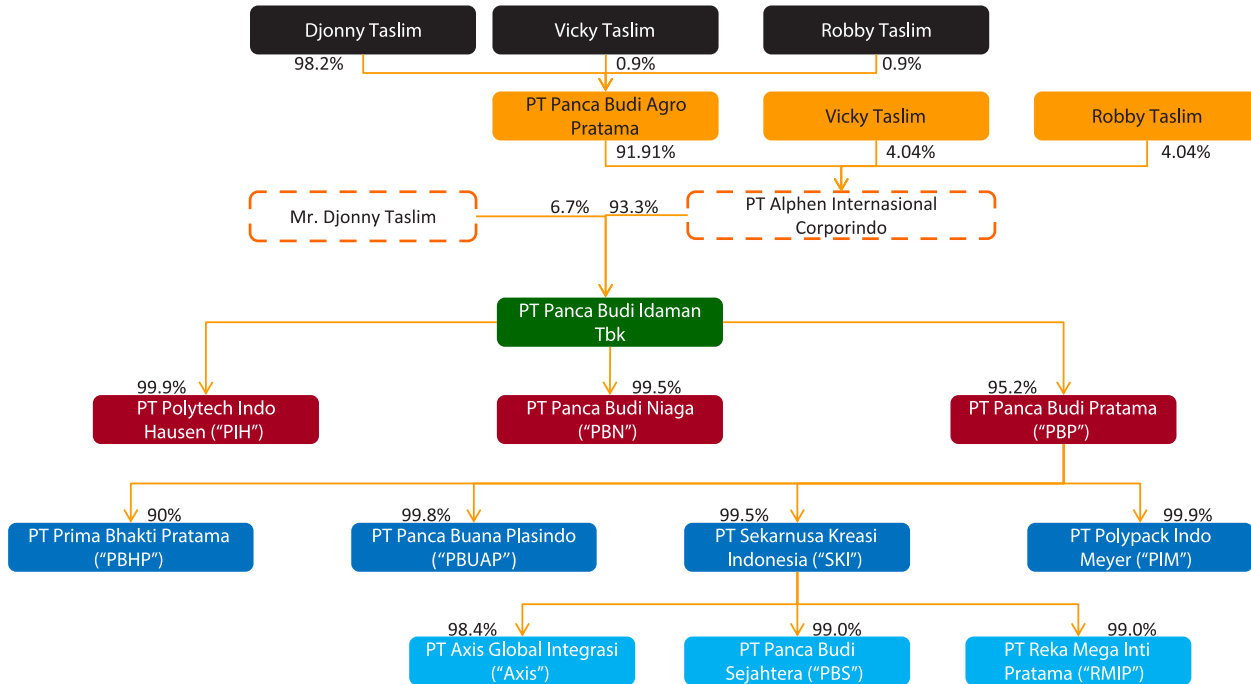 Djonny Taslim
Vicky Taslim
Robby Taslim
98.2%
0.9%
0.9%
PT Panca Budi Agro
Pratama
Vicky Taslim
Robby Taslim
91.91%
4.04%
4.04%
Mr. Djonny Taslim
6.7%
93.3%
PT Alphen Internasional
Corporindo
PT Panca Budi Idaman
Tbk
99.9%
99.5%
95.2%
PT Polytech Indo
Hausen (“PIH”)
PT Panca Budi Niaga
(“PBN”)
PT Panca Budi Pratama
(“PBP”)
90%
99.8%
99.5%
99.9%
PT Prima Bhakti Pratama
(“PBHP”)
PT Panca Buana Plasindo
(“PBUAP”)
PT Sekarnusa Kreasi
Indonesia (“SKI”)
PT Polypack Indo
Meyer (“PIM”)
98.4%
99.0%
99.0%
PT Axis Global Integrasi
(“Axis”)
PT Panca Budi
Sejahtera (“PBS”)
PT Reka Mega Inti
Pratama (“RMIP”)